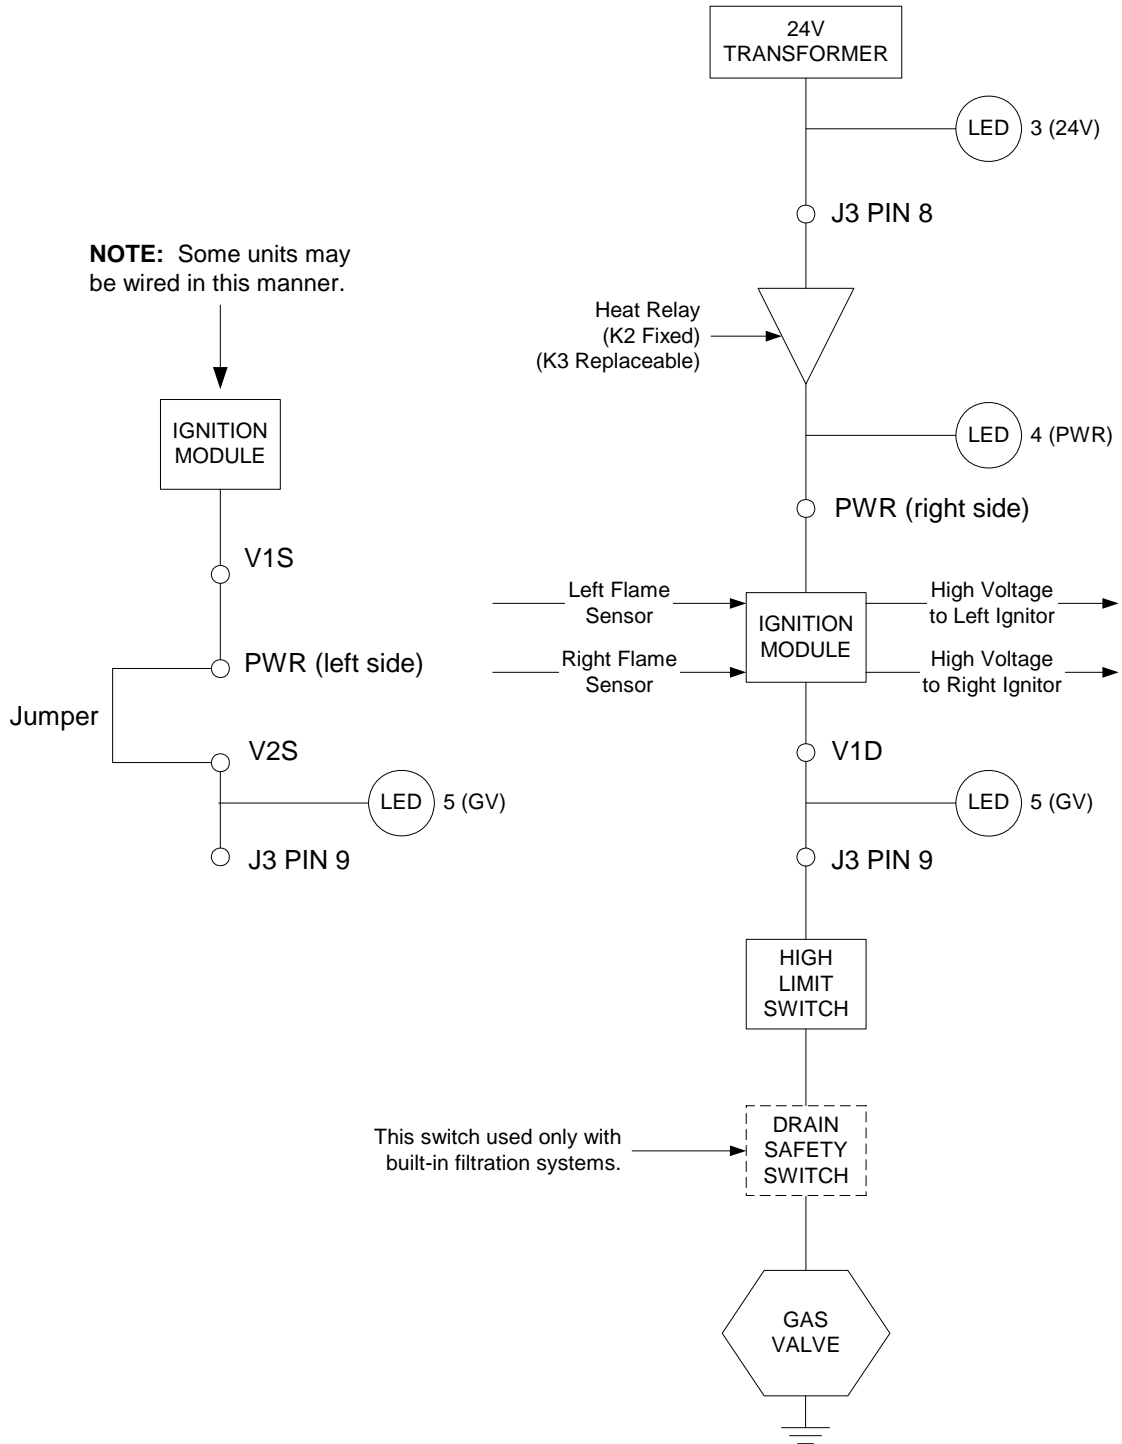 24V
TRANSFORMER
LED 3 (24V)
J3 PIN 8
NOTE: Some units may
be wired in this manner.
Heat Relay
(K2 Fixed)
(K3 Replaceable)
IGNITION
MODULE
LED 4 (PWR)
PWR (right side)
V1S
Left Flame
Sensor
High Voltage
to Left Ignitor
IGNITION
MODULE
Right Flame
Sensor
High Voltage
to Right Ignitor
PWR (left side)
Jumper
V2S
V1D
LED 5 (GV)
LED 5 (GV)
J3 PIN 9
J3 PIN 9
HIGH
LIMIT
SWITCH
This switch used only with
built-in filtration systems.
DRAIN
SAFETY
SWITCH
GAS
VALVE